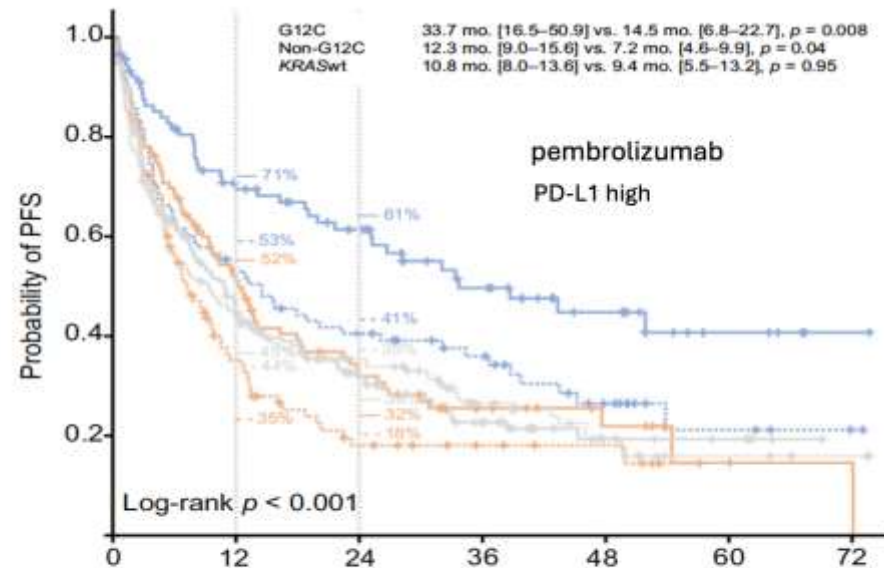 G12C 33.7 mo. [16.5–50.9] vs. 14.5 mo. [6.8–22.7], p = 0.008
Non-G12C 12.3 mo. [9.0–15.6] vs. 7.2 mo. [4.6–9.9], p = 0.04
KRASwt 10.8 mo. [8.0–13.6] vs. 9.4 mo. [5.5–13.2], p = 0.95
pembrolizumab
PD-L1 high
Probability of PFS
1.0
0.8
0.6
0.4
0.2
71%
61%
53%
52%
41%
44%
35%
32%
18%
Log-rank p < 0.001
0 12 24 36 48 60 72